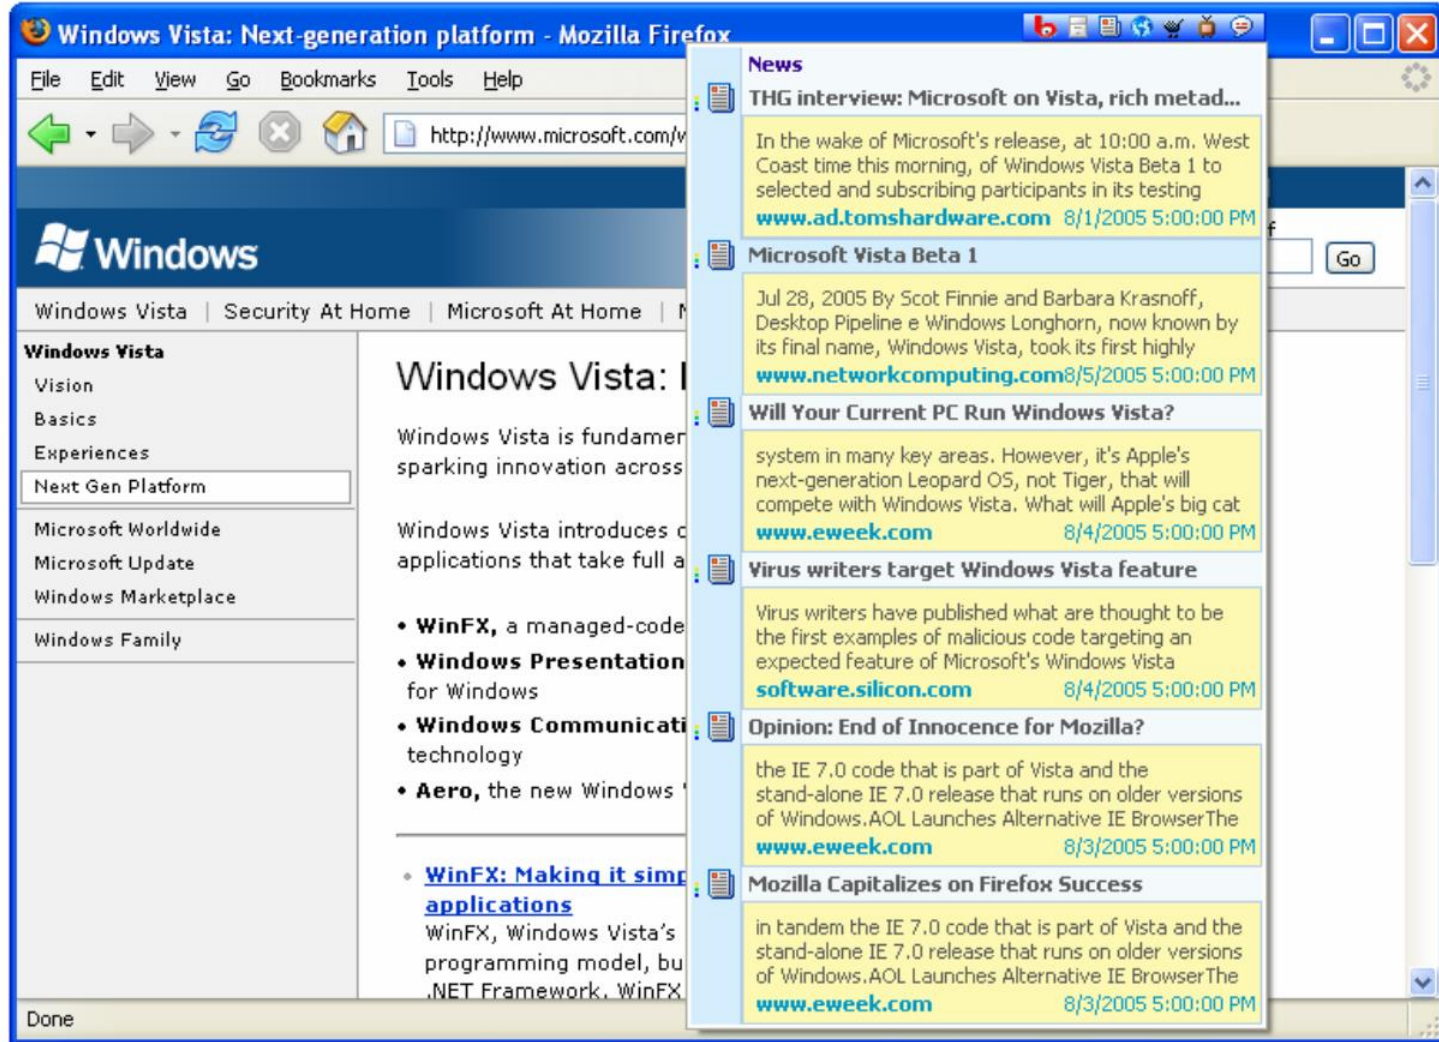 Windows Vista: Next-generation platform - Mozilla Firefox
File Edit View Go Bookmarks Tools Help
http://www.microsoft.com/v
Go
Windows
Windows Vista | Security At Home | Microsoft At Home |
Windows Vista
Vision
Basics
Experiences
Next Gen Platform
Microsoft Worldwide
Microsoft Update
Windows Marketplace
Windows Family
Windows Vista:
Windows Vista is fundamen
sparking innovation across
Windows Vista introduces
applications that take full a
• WinFX, a managed-code
• Windows Presentation
for Windows
• Windows Communicati
technology
• Aero, the new Windows
WinFX: Making it simp
applications
WinFX, Windows Vista's
programming model, bu
.NET Framework. WinFX
Done
News
THG interview: Microsoft on Vista, rich metad...
In the wake of Microsoft's release, at 10:00 a.m. West
Coast time this morning, of Windows Vista Beta 1 to
selected and subscribing participants in its testing
www.ad.tomshardware.com 8/1/2005 5:00:00 PM
Microsoft Vista Beta 1
Jul 28, 2005 By Scot Finnie and Barbara Krasnoff,
Desktop Pipeline e Windows Longhorn, now known by
its final name, Windows Vista, took its first highly
www.networkcomputing.com 8/5/2005 5:00:00 PM
Will Your Current PC Run Windows Vista?
system in many key areas. However, it's Apple's
next-generation Leopard OS, not Tiger, that will
compete with Windows Vista. What will Apple's big cat
www.eweek.com 8/4/2005 5:00:00 PM
Virus writers target Windows Vista feature
Virus writers have published what are thought to be
the first examples of malicious code targeting an
expected feature of Microsoft's Windows Vista
software.silicon.com 8/4/2005 5:00:00 PM
Opinion: End of Innocence for Mozilla?
the IE 7.0 code that is part of Vista and the
stand-alone IE 7.0 release that runs on older versions
of Windows.AOL Launches Alternative IE BrowserThe
www.eweek.com 8/3/2005 5:00:00 PM
Mozilla Capitalizes on Firefox Success
in tandem the IE 7.0 code that is part of Vista and the
stand-alone IE 7.0 release that runs on older versions
of Windows.AOL Launches Alternative IE BrowserThe
www.eweek.com 8/3/2005 5:00:00 PM